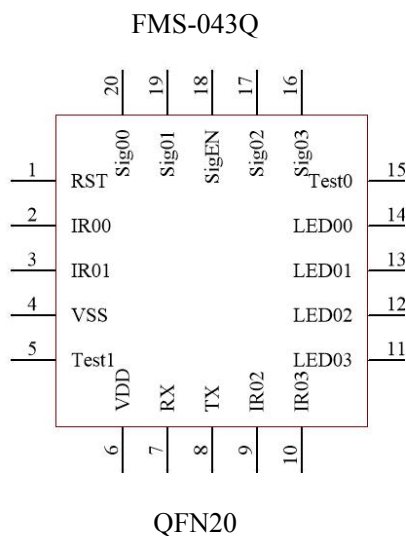 FMS-043Q
20 19 18 17 16
Sig00 Sig01 SigEN Sig02 Sig03
1 RST Test0 15
2 IR00 LED00 14
3 IR01 LED01 13
4 VSS LED02 12
5 Test1 LED03 11
VDD RX TX IR02 IR03
6 7 8 9 10
QFN20